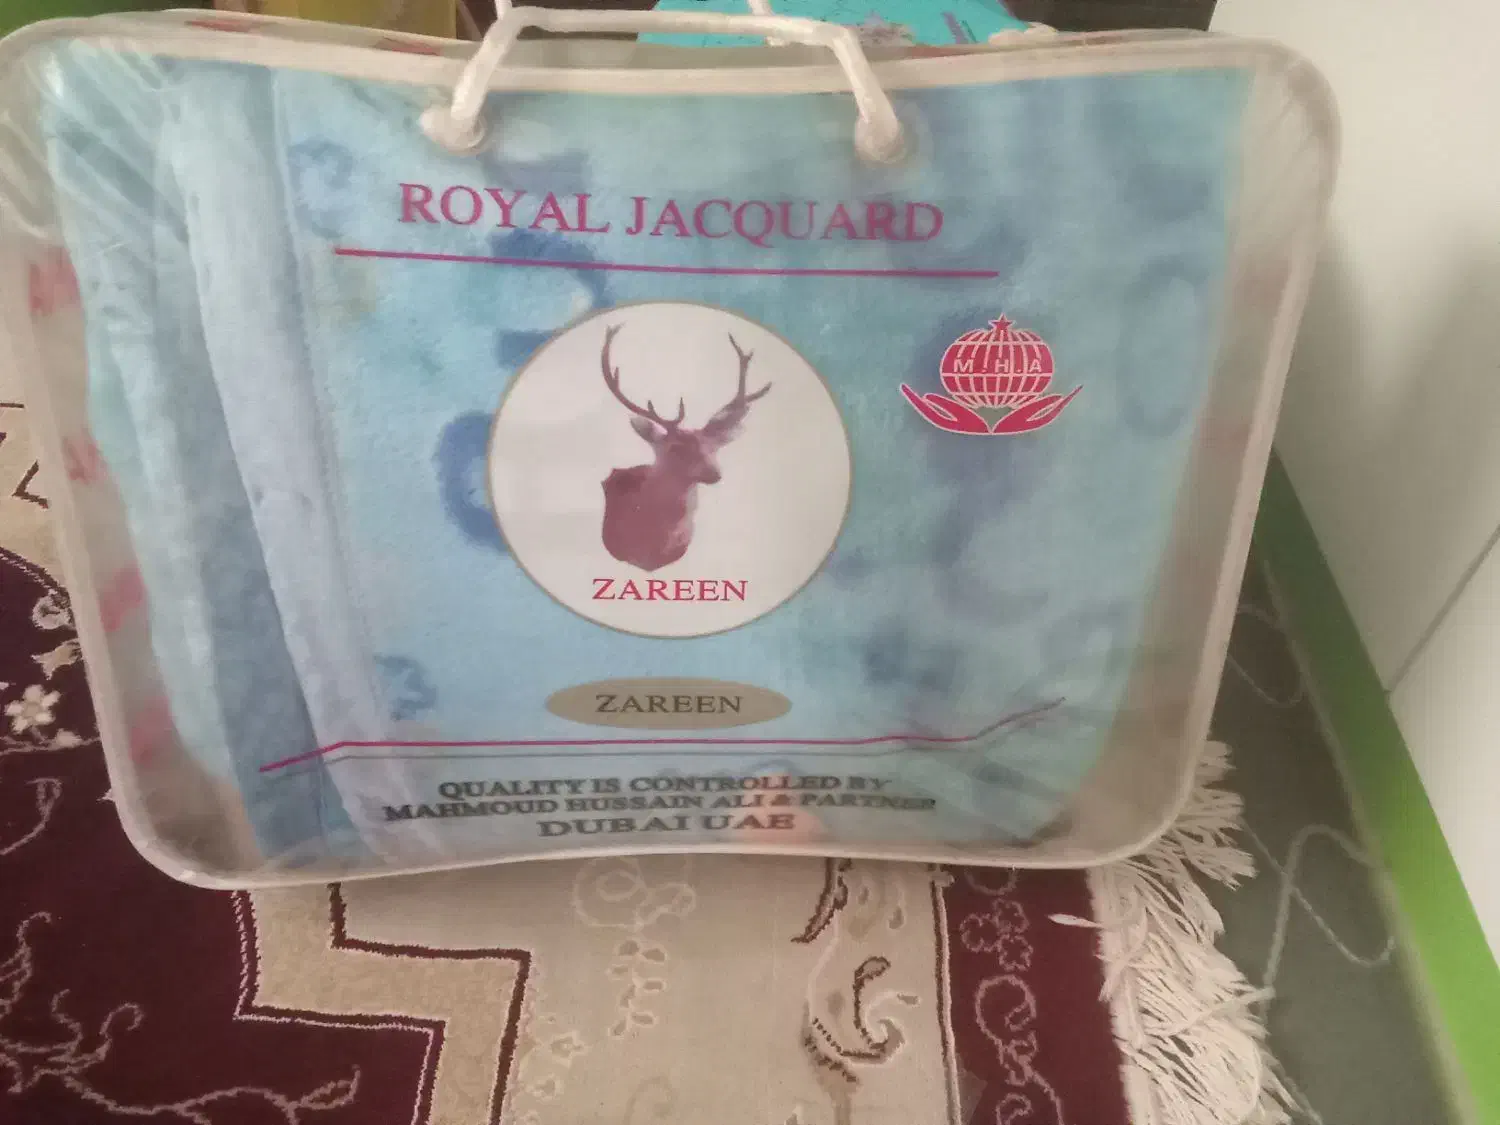 ROYAL JACQUARD
M.H.A
ZAREEN
ZAREEN
QUALITY IS CONTROLLED BY
MAHMOUD HUSSAIN ALI & PARTNER
DUBAI UAE